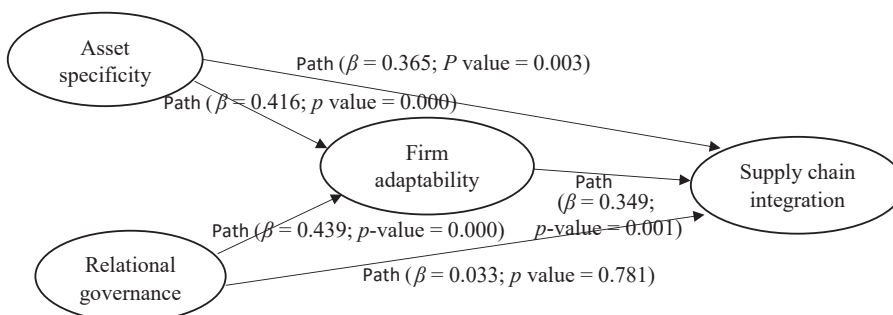 Asset
specificity
Path (β = 0.365; P value = 0.003)
Path (β = 0.416; p value = 0.000)
Firm
adaptability
Supply chain
integration
Path
(β = 0.349;
p-value = 0.001)
Path (β = 0.439; p-value = 0.000)
Relational
governance
Path (β = 0.033; p value = 0.781)